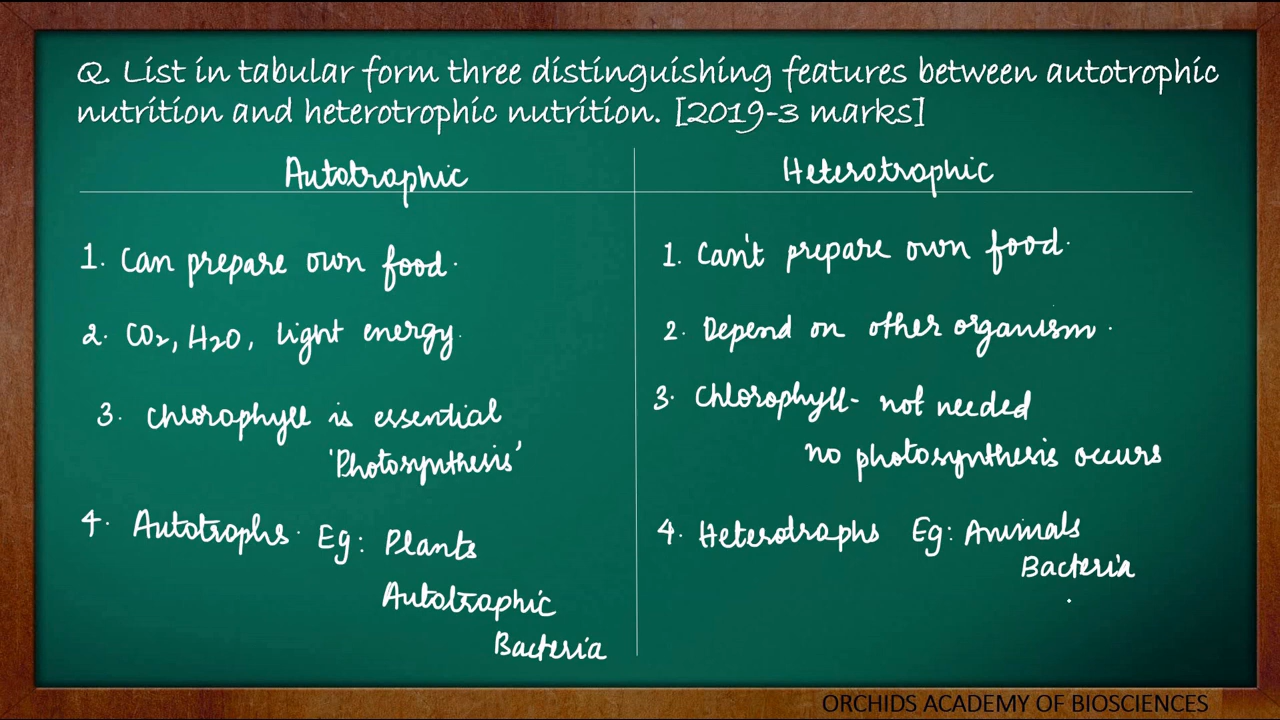 Q. List in tabular form three distinguishing features between autotrophic
nutrition and heterotrophic nutrition. [2019-3 marks]
Autotrophic
Heterotrophic
1. Can prepare own food.
1. Can't prepare own food.
2. CO₂, H₂O, light energy.
2. Depend on other organism.
3. Chlorophyll is essential
'Photosynthesis'
3. Chlorophyll- not needed
no photosynthesis occurs
4. Autotrophs. Eg: Plants
Autotrophic
Bacteria
4. Heterotrophs Eg: Animals
Bacteria
ORCHIDS ACADEMY OF BIOSCIENCES